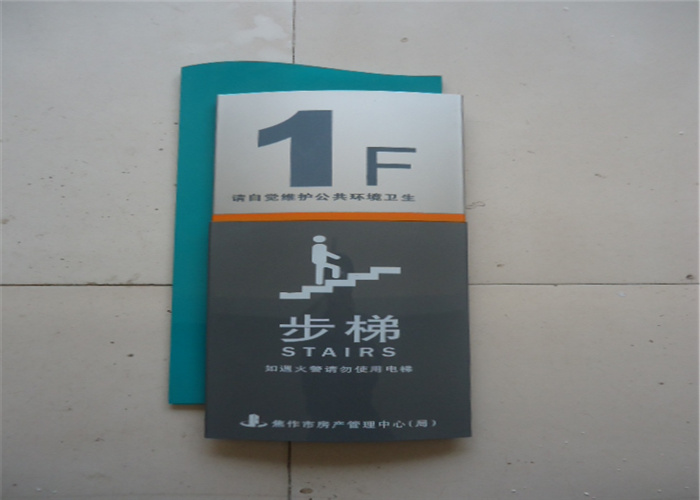 1F
请自觉维护公共环境卫生
步梯
STAIRS
如遇火警请勿使用电梯
焦作市房产管理中心(局)